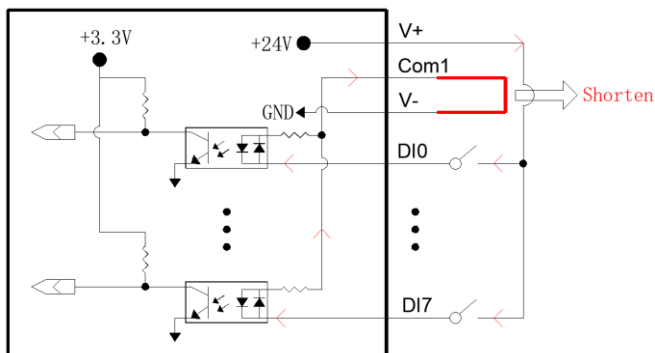 +3.3V
+24V
V+
Com1
Shorten
GND
V-
DI0
DI7